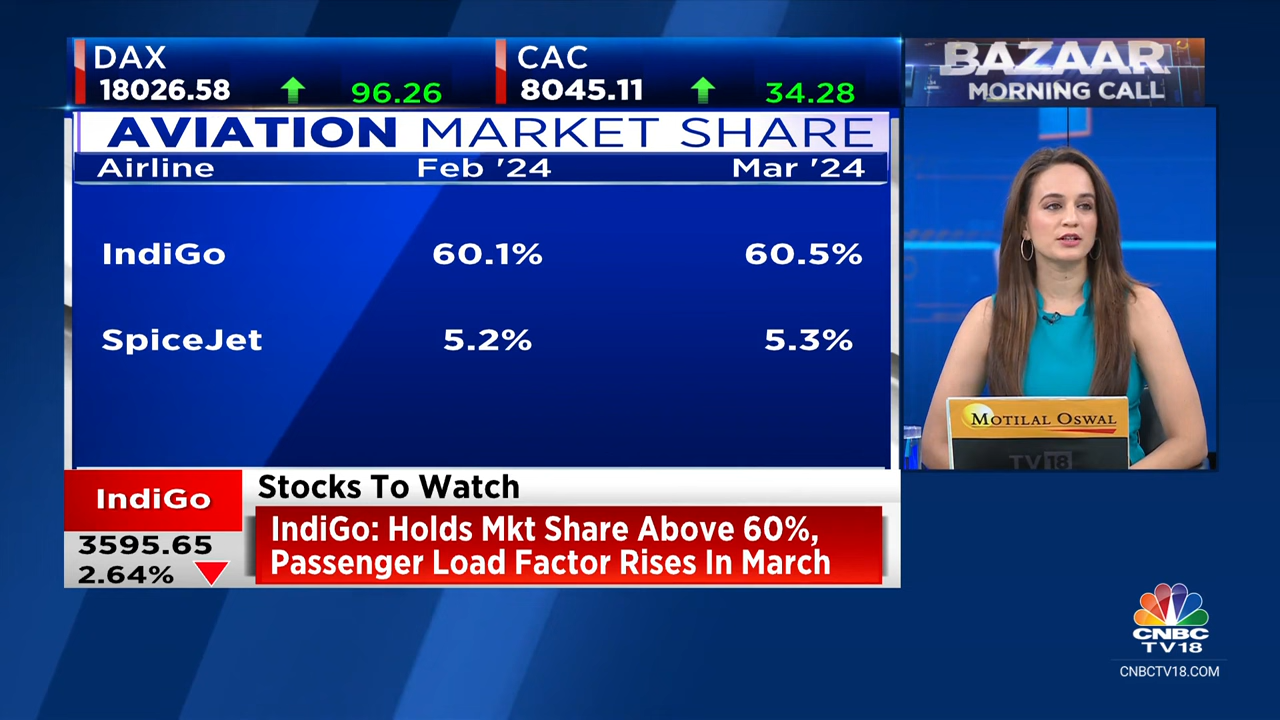 DAX
18026.58 96.26
CAC
8045.11 34.28
BAZAAR
MORNING CALL
AVIATION MARKET SHARE
Airline Feb '24 Mar '24
IndiGo 60.1% 60.5%
SpiceJet 5.2% 5.3%
MOTILAL OSWAL
TV18
IndiGo
3595.65
2.64%
Stocks To Watch
IndiGo: Holds Mkt Share Above 60%,
Passenger Load Factor Rises In March
CNBC
TV18
CNBCTV18.COM